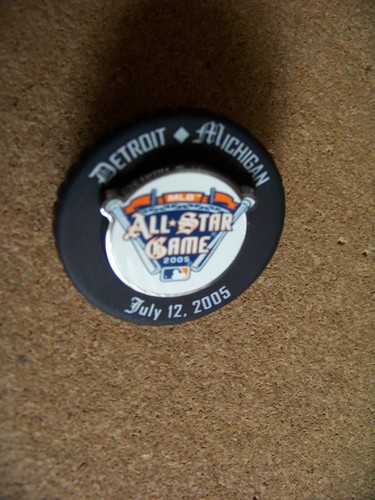 DETROIT ◆ MICHIGAN
MLB
ALL★STAR
GAME
2005
July 12, 2005